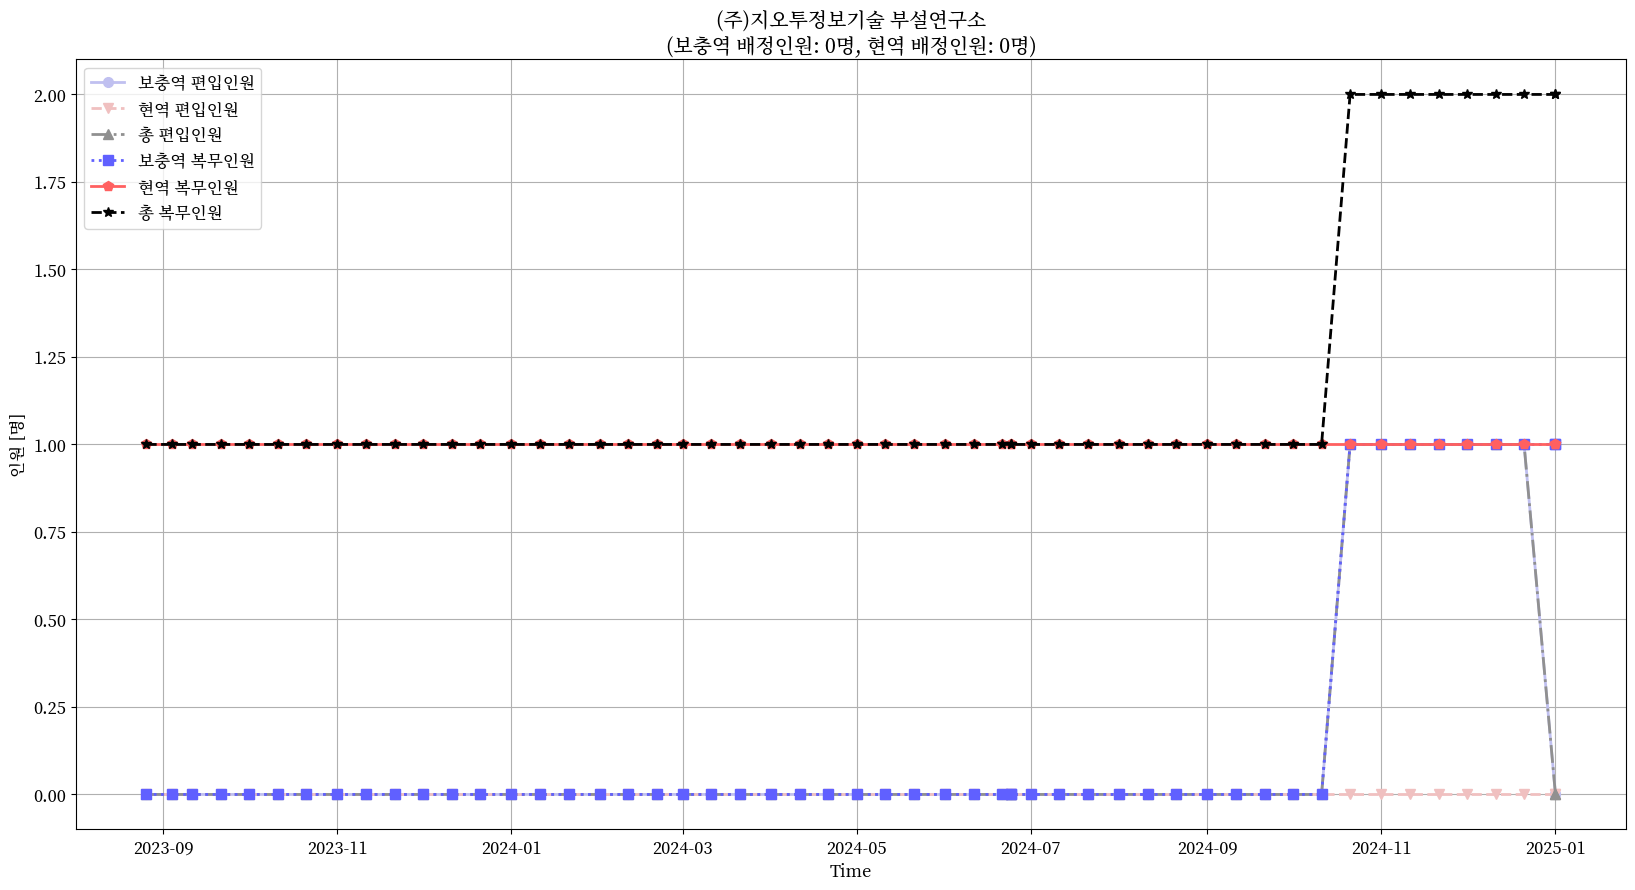 (주)지오투정보기술 부설연구소
(보충역 배정인원: 0명, 현역 배정인원: 0명)
보충역 편입인원
현역 편입인원
총 편입인원
보충역 복무인원
현역 복무인원
총 복무인원
2.00
1.75
1.50
1.25
1.00
0.75
0.50
0.25
0.00
인원 [명]
2023-09
2023-11
2024-01
2024-03
2024-05
2024-07
2024-09
2024-11
2025-01
Time